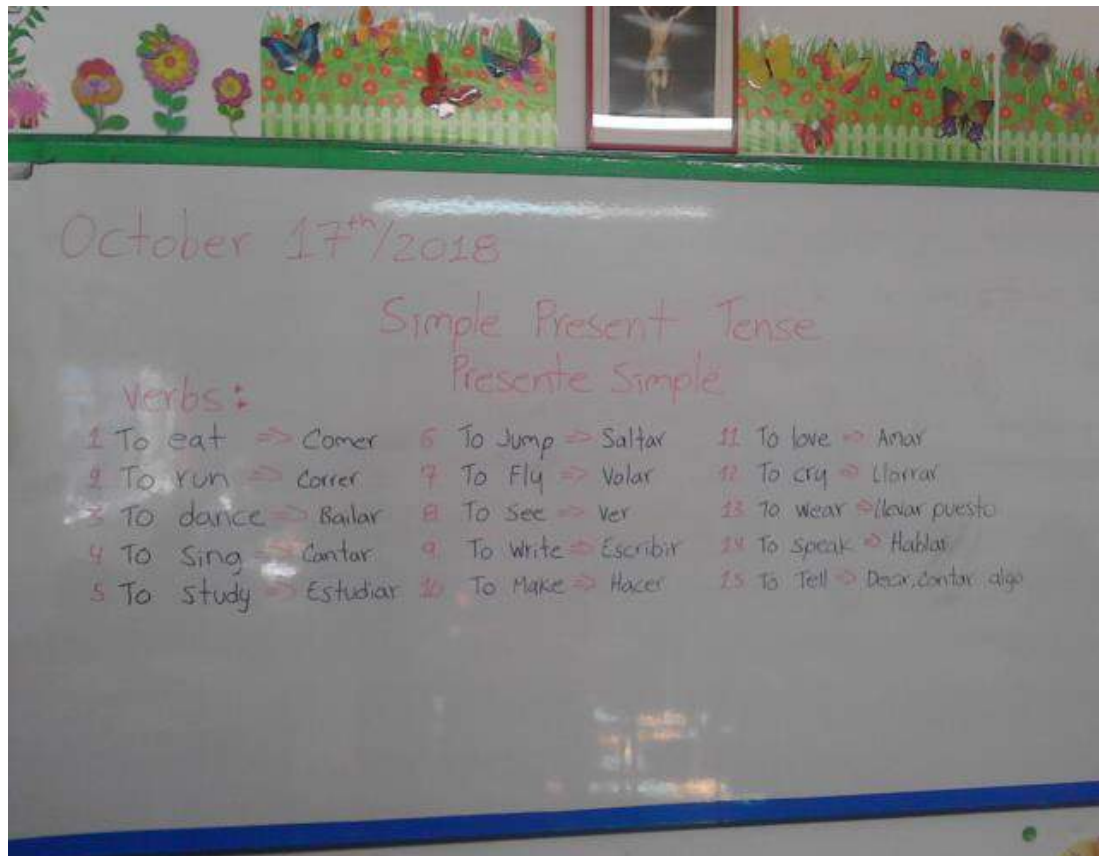 October 17th/2018
Simple Present Tense
Presente Simple
Verbs:
1 To eat => Comer
2 To run => Correr
3 To dance => Bailar
4 To Sing => Cantar
5 To study => Estudiar
6 To Jump => Saltar
7 To Fly => Volar
8 To See => Ver
9. To Write => Escribir
10 To Make => Hacer
11 To love => Amar
12 To cry => Llorrar
13 To wear => llevar puesto
14 To Speak => Hablar
15 To Tell => Decir, Contar algo